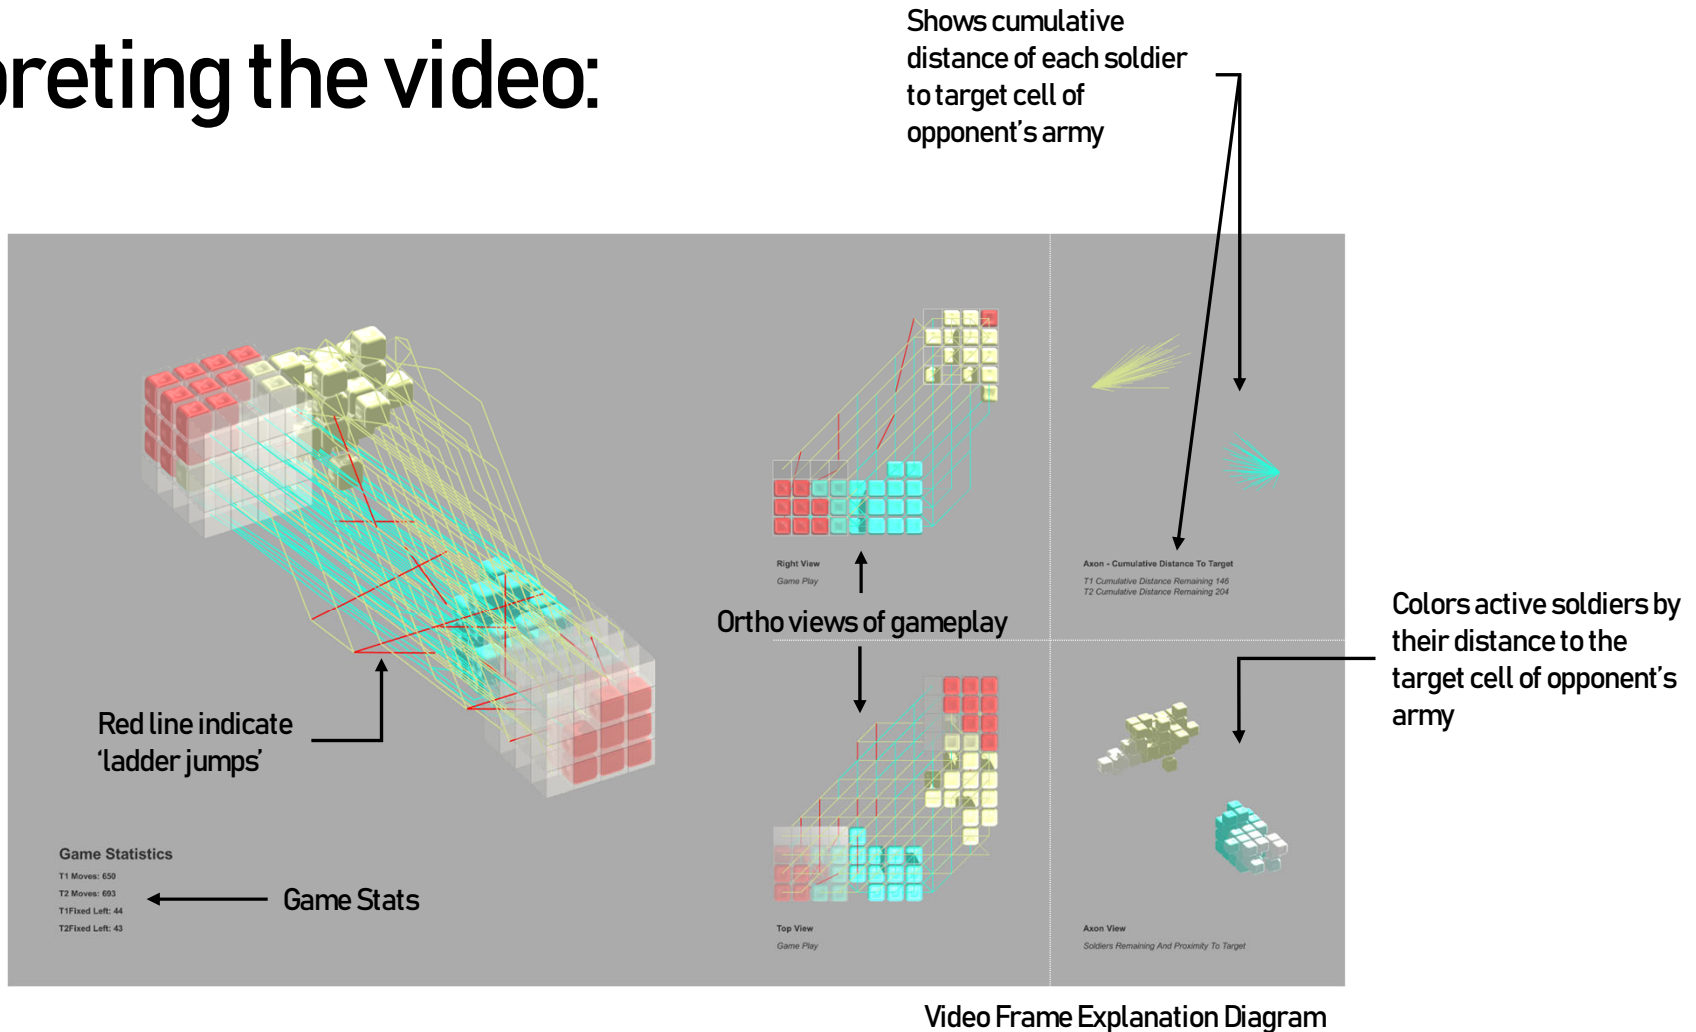 preting the video:
Shows cumulative
distance of each soldier
to target cell of
opponent's army
Right View
Game Play
Axon - Cumulative Distance To Target
T1 Cumulative Distance Remaining 146
T2 Cumulative Distance Remaining 204
Ortho views of gameplay
Colors active soldiers by
their distance to the
target cell of opponent's
army
Red line indicate
'ladder jumps'
Game Statistics
T1 Moves: 650
T2 Moves: 693
T1Fixed Left: 44
T2Fixed Left: 43
Game Stats
Top View
Game Play
Axon View
Soldiers Remaining And Proximity To Target
Video Frame Explanation Diagram